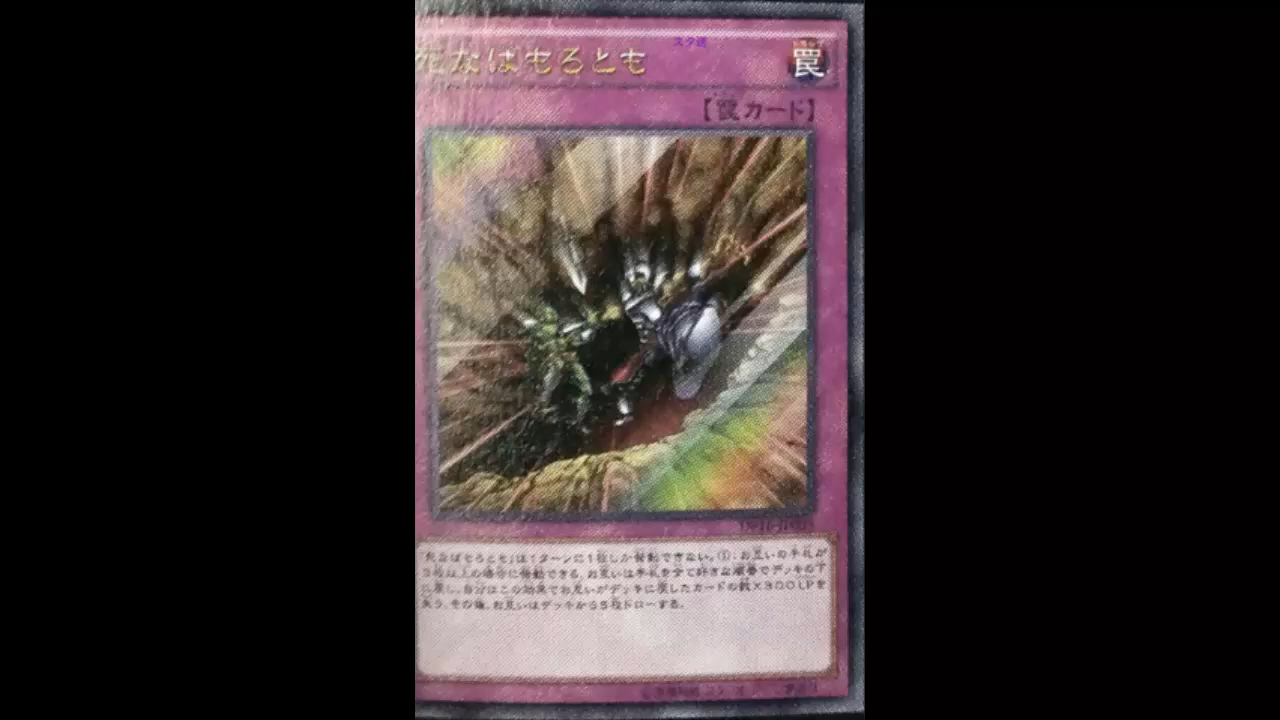 死なばもろとも
スタ速
罠
【罠カード】
「死なばもろとも」は1ターンに1枚しか発動できない。①:お互いの手札が
3枚以上の場合に発動できる。お互いは手札を全て好きな順番でデッキの下
に戻し、自分はこの効果でお互いがデッキに戻したカードの数×300LPを
失う。その後、お互いはデッキから5枚ドローする。